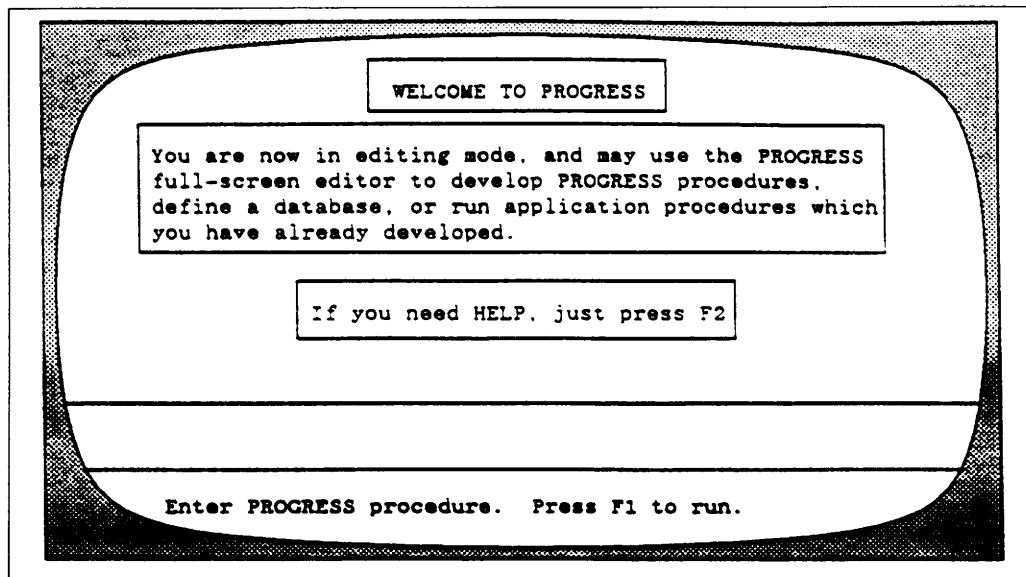 WELCOME TO PROGRESS
You are now in editing mode, and may use the PROGRESS
full-screen editor to develop PROGRESS procedures,
define a database, or run application procedures which
you have already developed.
If you need HELP, just press F2
Enter PROGRESS procedure. Press F1 to run.